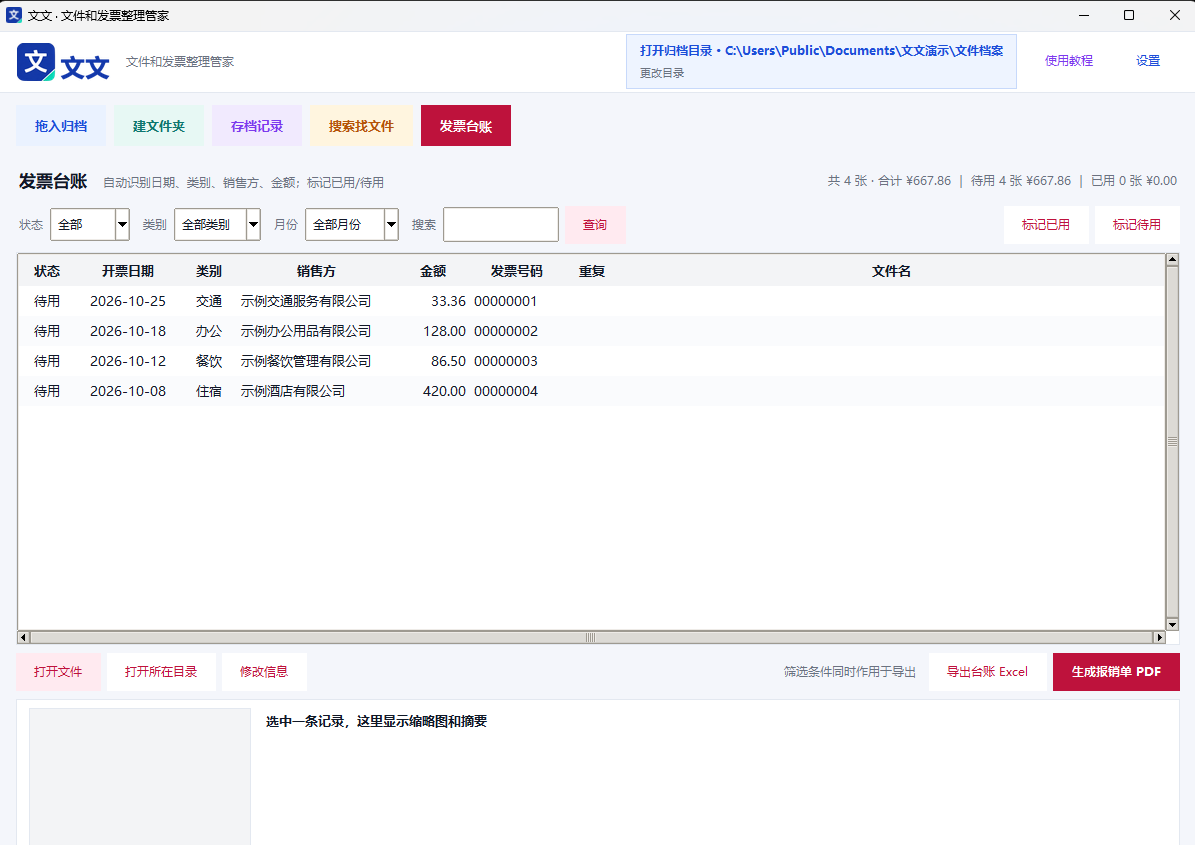 文 文文 · 文件和发票整理管家
文 文文 文件和发票整理管家 打开归档目录 · C:\Users\Public\Documents\文文演示\文件档案 使用教程 设置
更改目录
拖入归档 建文件夹 存档记录 搜索找文件 发票台账
发票台账 自动识别日期、类别、销售方、金额；标记已用/待用 共 4 张 · 合计 ¥667.86 | 待用 4 张 ¥667.86 | 已用 0 张 ¥0.00
状态 全部 类别 全部类别 月份 全部月份 搜索 查询 标记已用 标记待用
状态 开票日期 类别 销售方 金额 发票号码 重复 文件名
待用 2026-10-25 交通 示例交通服务有限公司 33.36 00000001
待用 2026-10-18 办公 示例办公用品有限公司 128.00 00000002
待用 2026-10-12 餐饮 示例餐饮管理有限公司 86.50 00000003
待用 2026-10-08 住宿 示例酒店有限公司 420.00 00000004
打开文件 打开所在目录 修改信息 筛选条件同时作用于导出 导出台账 Excel 生成报销单 PDF
选中一条记录，这里显示缩略图和摘要